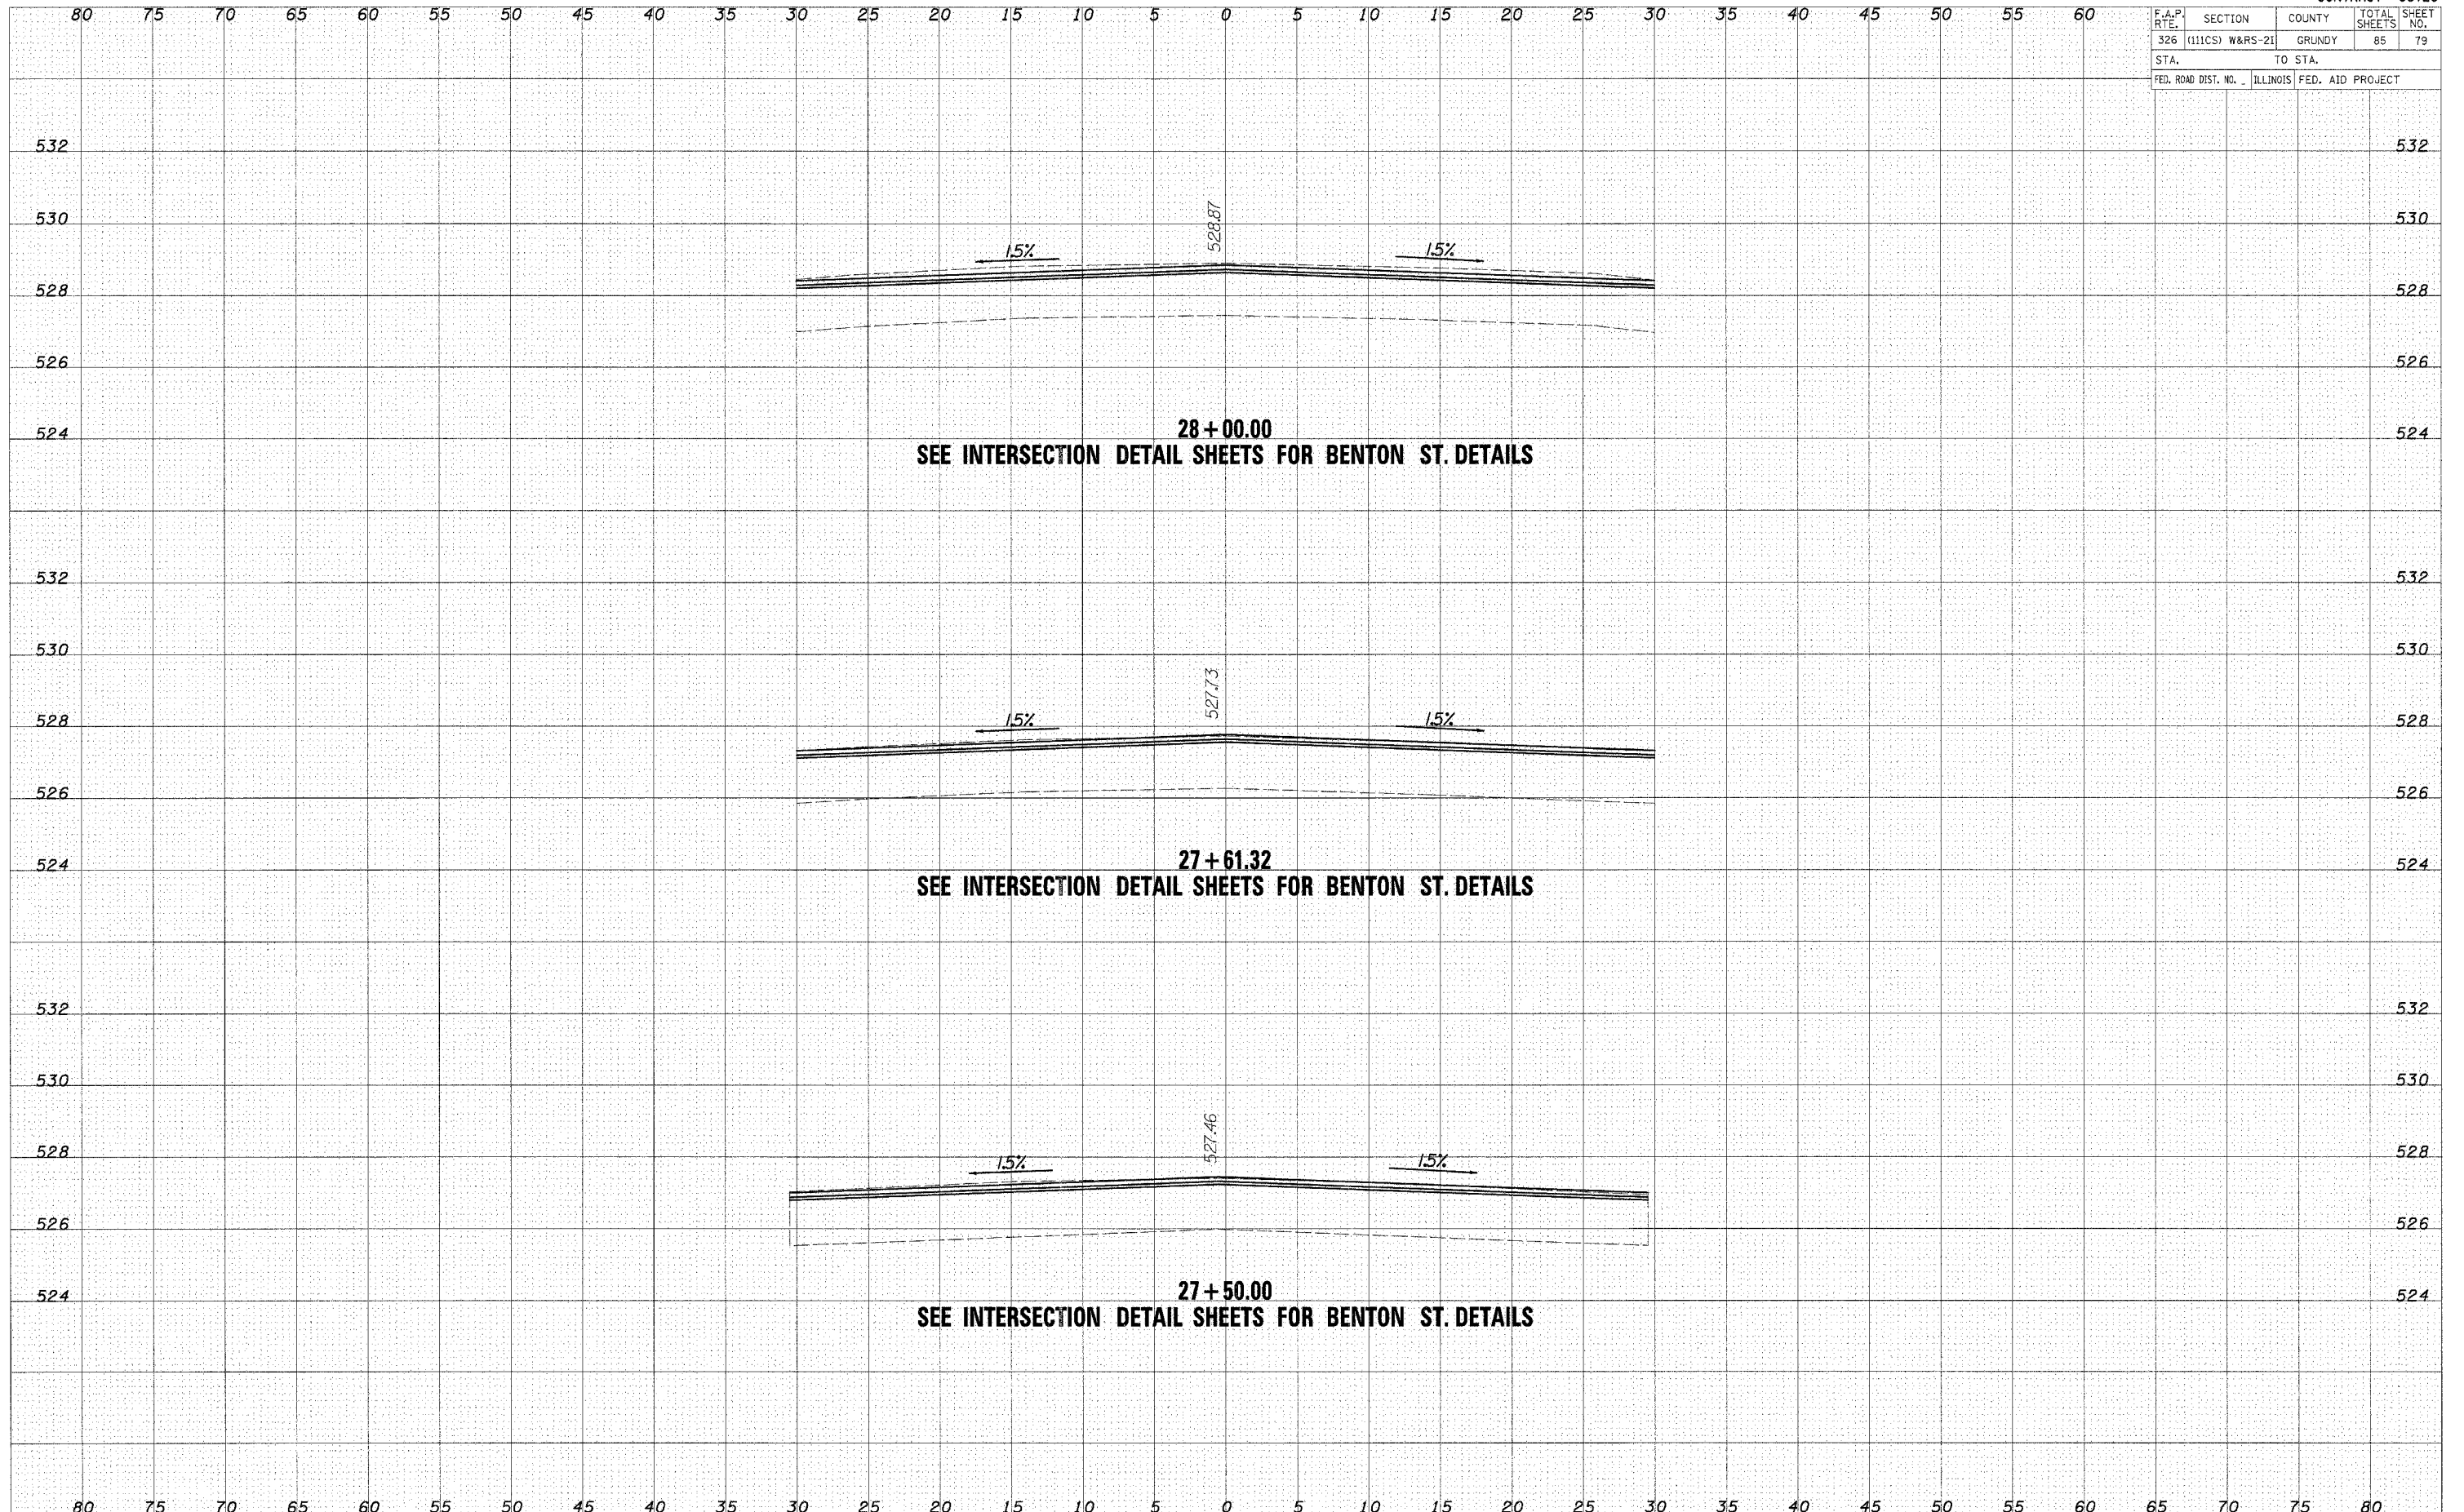 80 75 70 65 60 55 50 45 40 35 30 25 20 15 10 5 0 5 10 15 20 25 30 35 40 45 50 55 60
F.A.P. RTE. SECTION COUNTY TOTAL SHEETS SHEET NO.
326 (111CS) W&RS-2I GRUNDY 85 79
STA. TO STA.
FED. ROAD DIST. NO. _ ILLINOIS FED. AID PROJECT
532 532
530 530
528.87
1.5% 1.5%
528 528
526 526
524 524
28+00.00
SEE INTERSECTION DETAIL SHEETS FOR BENTON ST. DETAILS
532 532
530 530
527.73
1.5% 1.5%
528 528
526 526
524 524
27+61.32
SEE INTERSECTION DETAIL SHEETS FOR BENTON ST. DETAILS
532 532
530 530
527.46
528 528
1.5% 1.5%
526 526
524 524
27+50.00
SEE INTERSECTION DETAIL SHEETS FOR BENTON ST. DETAILS
80 75 70 65 60 55 50 45 40 35 30 25 20 15 10 5 0 5 10 15 20 25 30 35 40 45 50 55 60 65 70 75 80